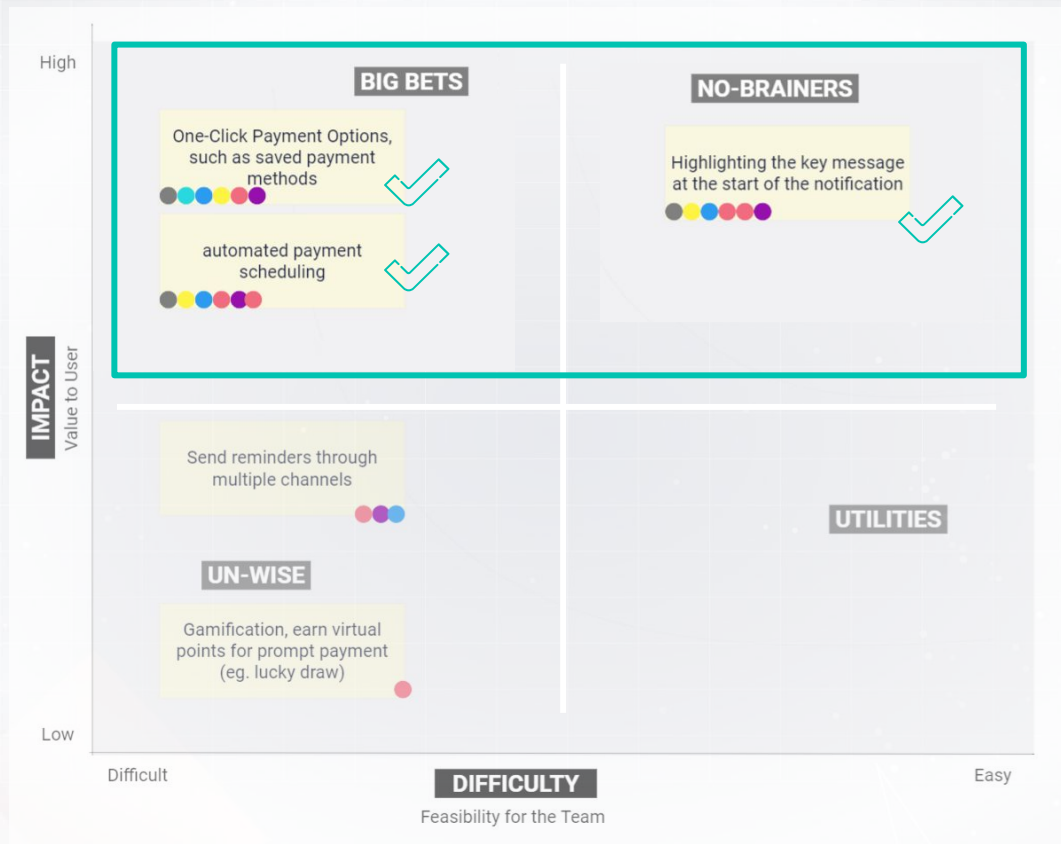 High
BIG BETS
NO-BRAINERS
One-Click Payment Options,
such as saved payment
methods
Highlighting the key message
at the start of the notification
automated payment
scheduling
IMPACT
Value to User
Send reminders through
multiple channels
UTILITIES
UN-WISE
Gamification, earn virtual
points for prompt payment
(eg. lucky draw)
Low
Difficult
DIFFICULTY
Easy
Feasibility for the Team